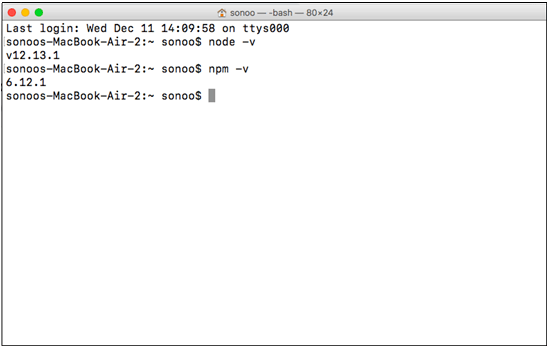 sonoo — -bash — 80×24
Last login: Wed Dec 11 14:09:58 on ttys000
sonoos-MacBook-Air-2:~ sonoo$ node -v
v12.13.1
sonoos-MacBook-Air-2:~ sonoo$ npm -v
6.12.1
sonoos-MacBook-Air-2:~ sonoo$